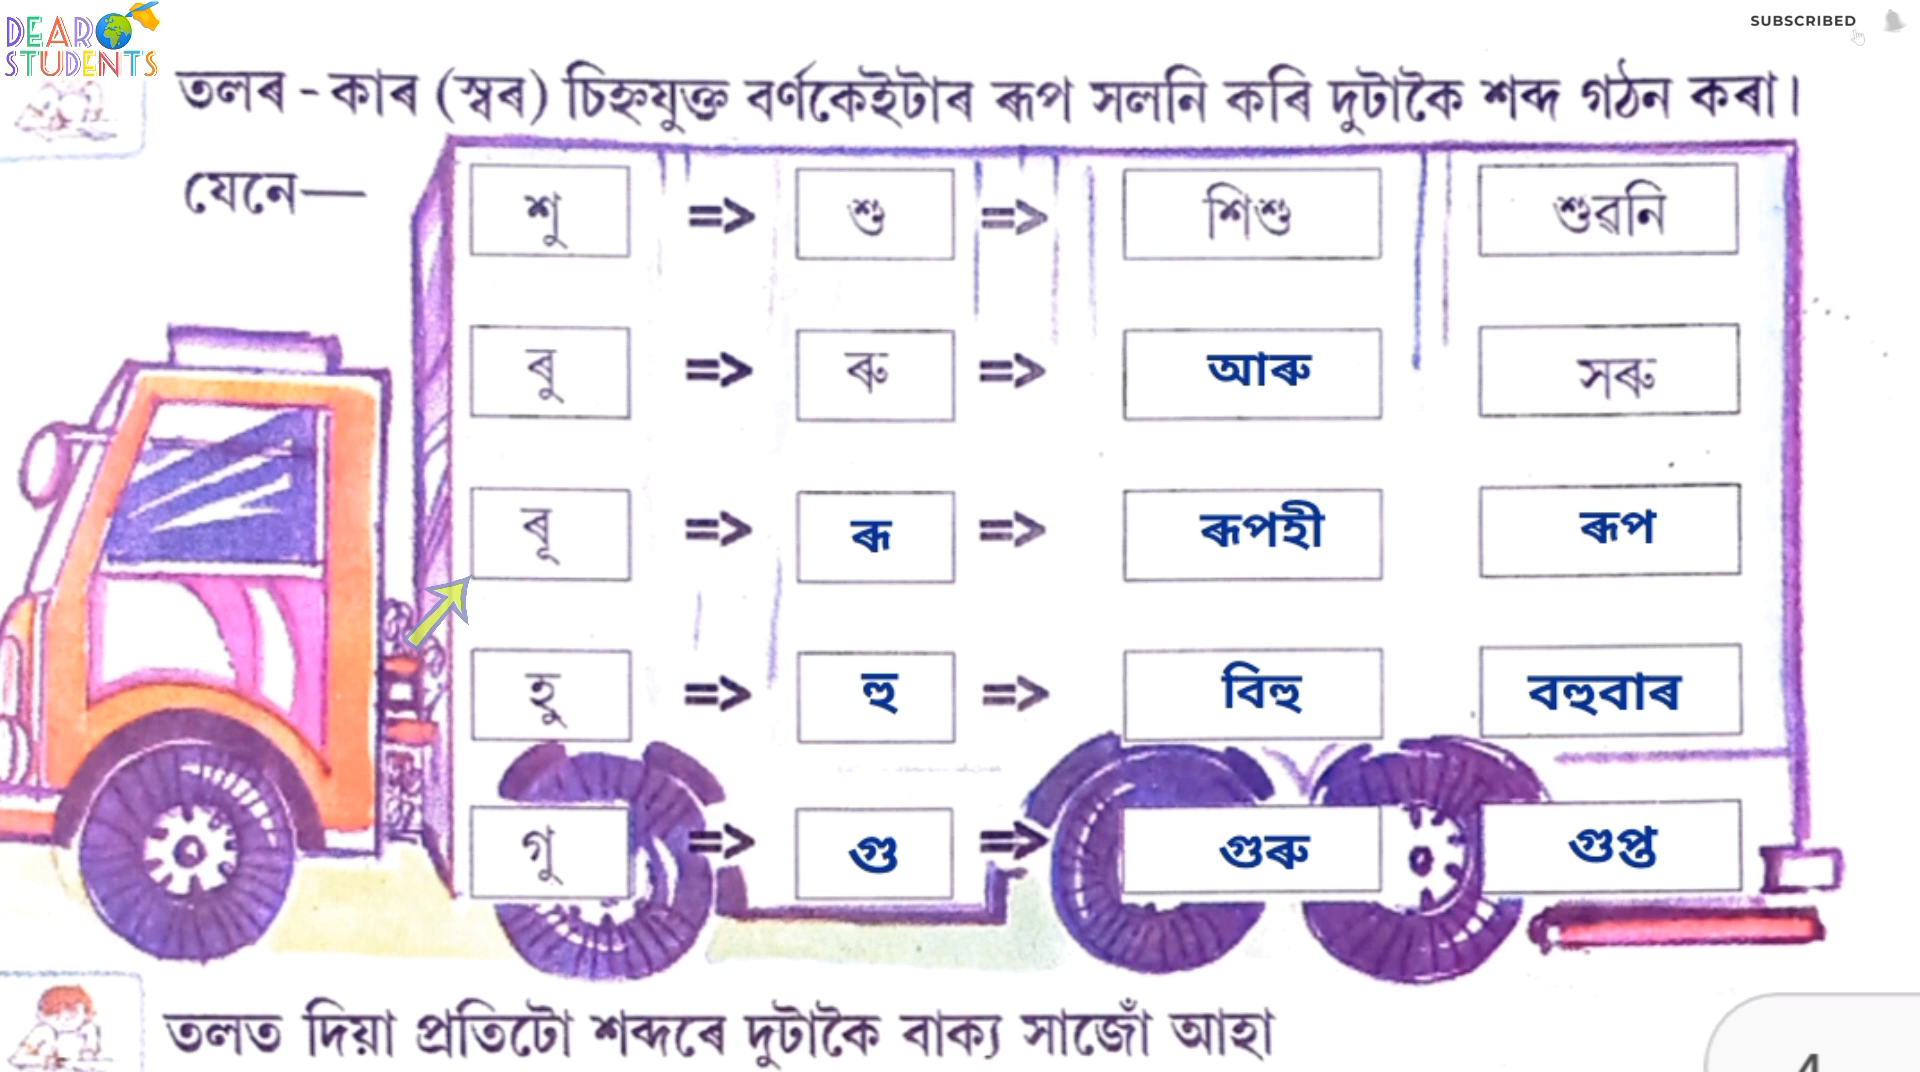 DEAR STUDENTS
SUBSCRIBED
তলৰ - কাৰ (স্বৰ) চিহ্নযুক্ত বৰ্ণকেইটাৰ ৰূপ সলনি কৰি দুটাকৈ শব্দ গঠন কৰা।
যেনে—
শু => শু => শিশু শুৱনি
ৰু => ৰু => আৰু সৰু
ৰূ => ৰূ => ৰূপহী ৰূপ
হু => হু => বিহু বহুবাৰ
গু => গু => গুৰু গুপ্ত
তলত দিয়া প্ৰতিটো শব্দৰে দুটাকৈ বাক্য সাজোঁ আহা
4